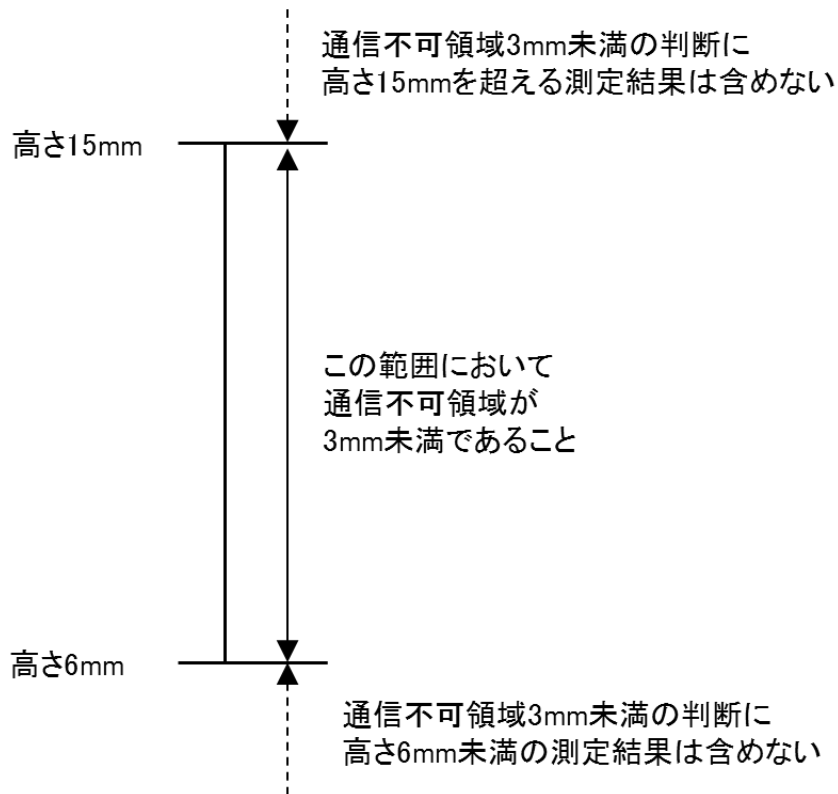 通信不可領域3mm未満の判断に
高さ15mmを超える測定結果は含めない
高さ15mm
この範囲において
通信不可領域が
3mm未満であること
高さ6mm
通信不可領域3mm未満の判断に
高さ6mm未満の測定結果は含めない